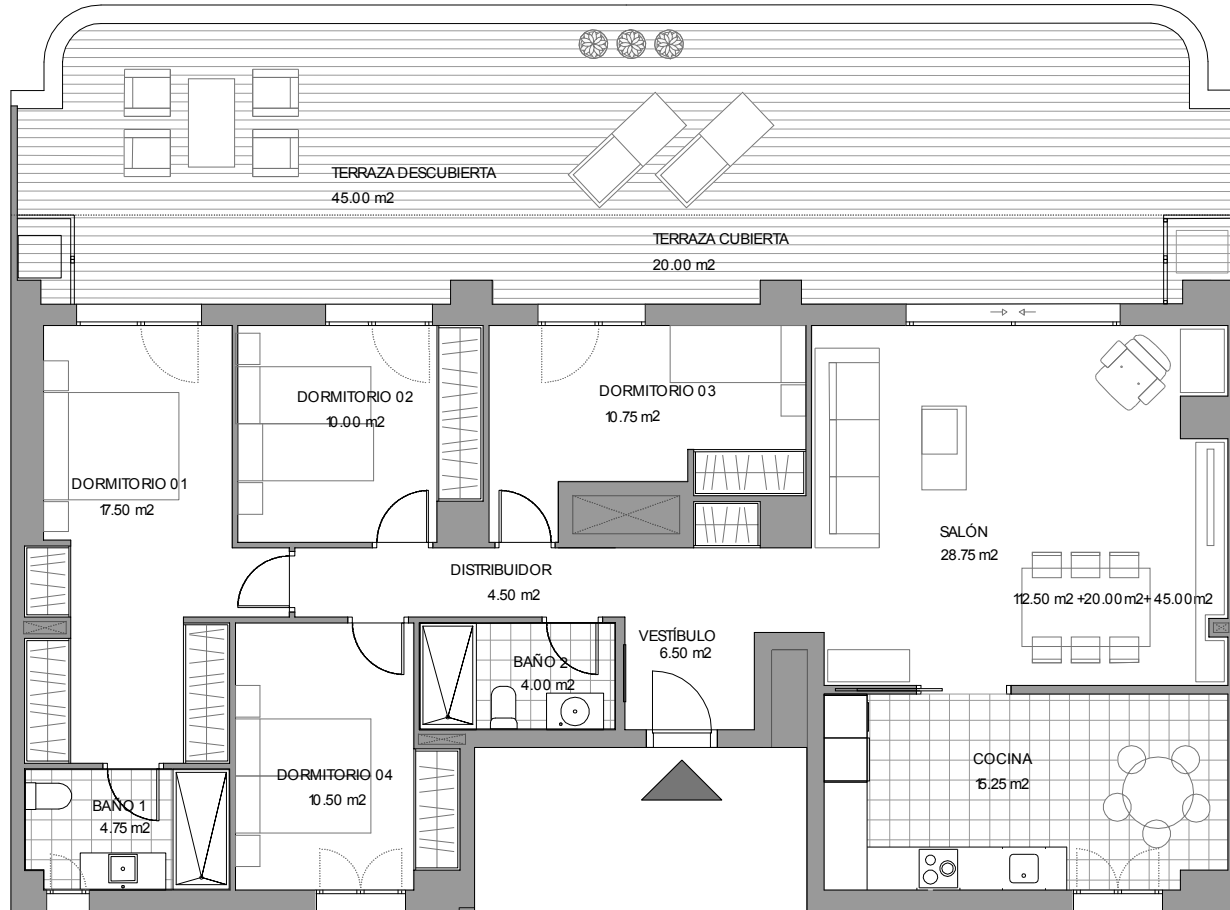 TERRAZA DESCUBIERTA
45.00 m2
TERRAZA CUBIERTA
20.00 m2
DORMITORIO 02
10.00 m2
DORMITORIO 03
10.75 m2
DORMITORIO 01
17.50 m2
SALÓN
28.75 m2
DISTRIBUIDOR
4.50 m2
112.50 m2 +20.00 m2+ 45.00 m2
VESTÍBULO
6.50 m2
BAÑO 2
4.00 m2
COCINA
15.25 m2
DORMITORIO 04
10.50 m2
BAÑO 1
4.75 m2